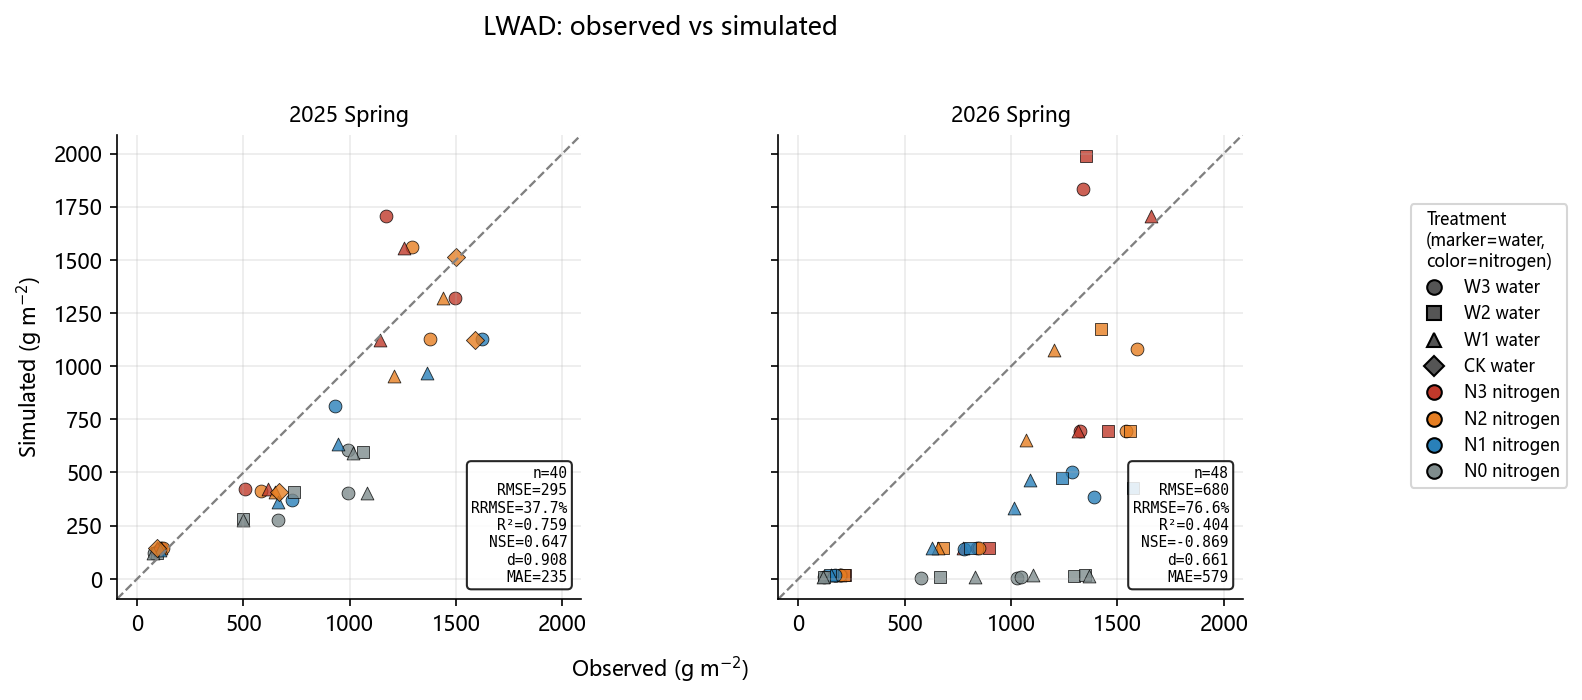 LWAD: observed vs simulated
2025 Spring
2026 Spring
Simulated (g m⁻²)
2000
1750
1500
1250
1000
750
500
250
0
0
500
1000
1500
2000
n=40
RMSE=295
RRMSE=37.7%
R²=0.759
NSE=0.647
d=0.908
MAE=235
0
500
1000
1500
2000
n=48
RMSE=680
RRMSE=76.6%
R²=0.404
NSE=-0.869
d=0.661
MAE=579
Observed (g m⁻²)
Treatment
(marker=water,
color=nitrogen)
W3 water
W2 water
W1 water
CK water
N3 nitrogen
N2 nitrogen
N1 nitrogen
N0 nitrogen